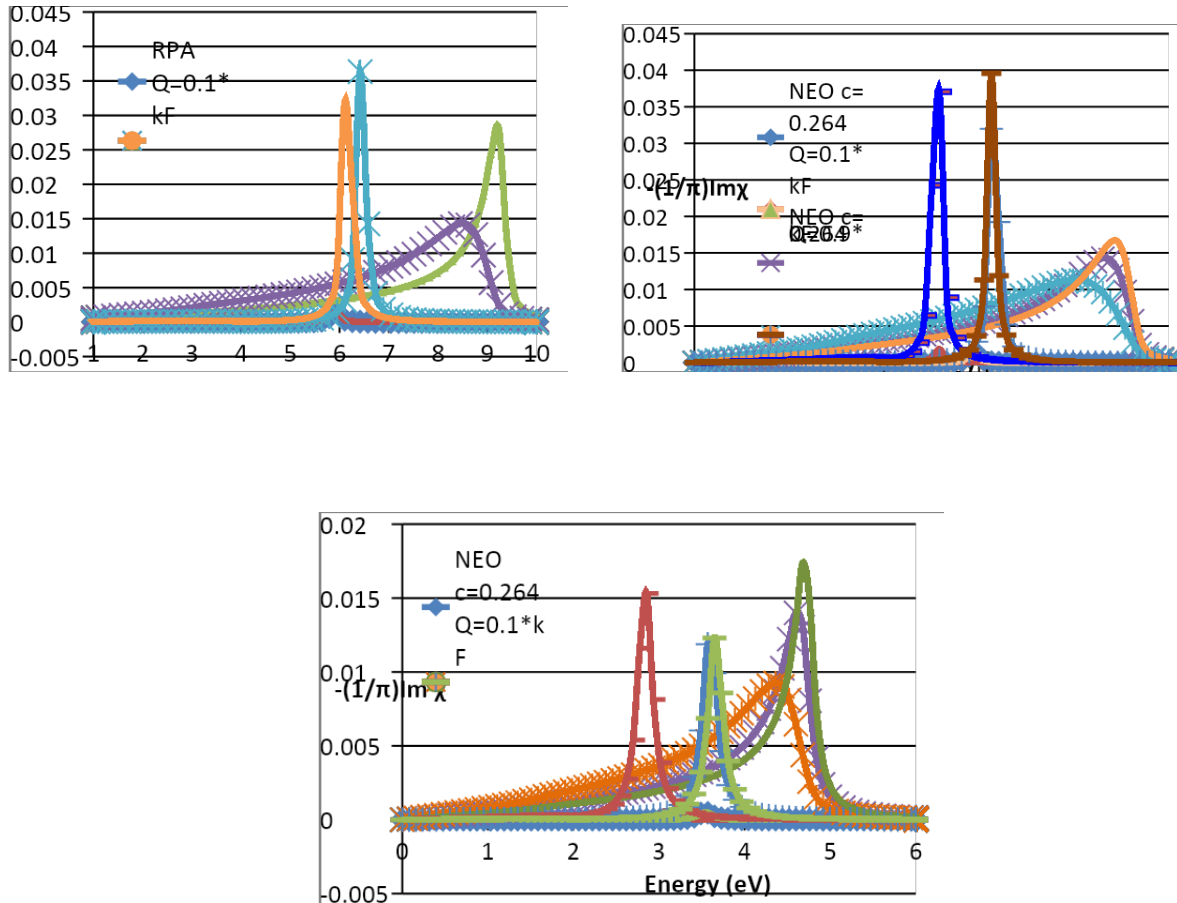 0.045
0.04
0.035
0.03
0.025
0.02
0.015
0.01
0.005
0
-0.005
RPA
Q=0.1*
kF
1 2 3 4 5 6 7 8 9 10
0.045
0.04
0.035
0.03
0.025
0.02
0.015
0.01
0.005
0
-(1/π)Imχ
NEO c=
0.264
Q=0.1*
kF
NEO c=
Q=0.9*
0.02
0.015
0.01
0.005
0
-0.005
-(1/π)Im χ
NEO
c=0.264
Q=0.1*k
F
0 1 2 3 4 5 6
Energy (eV)